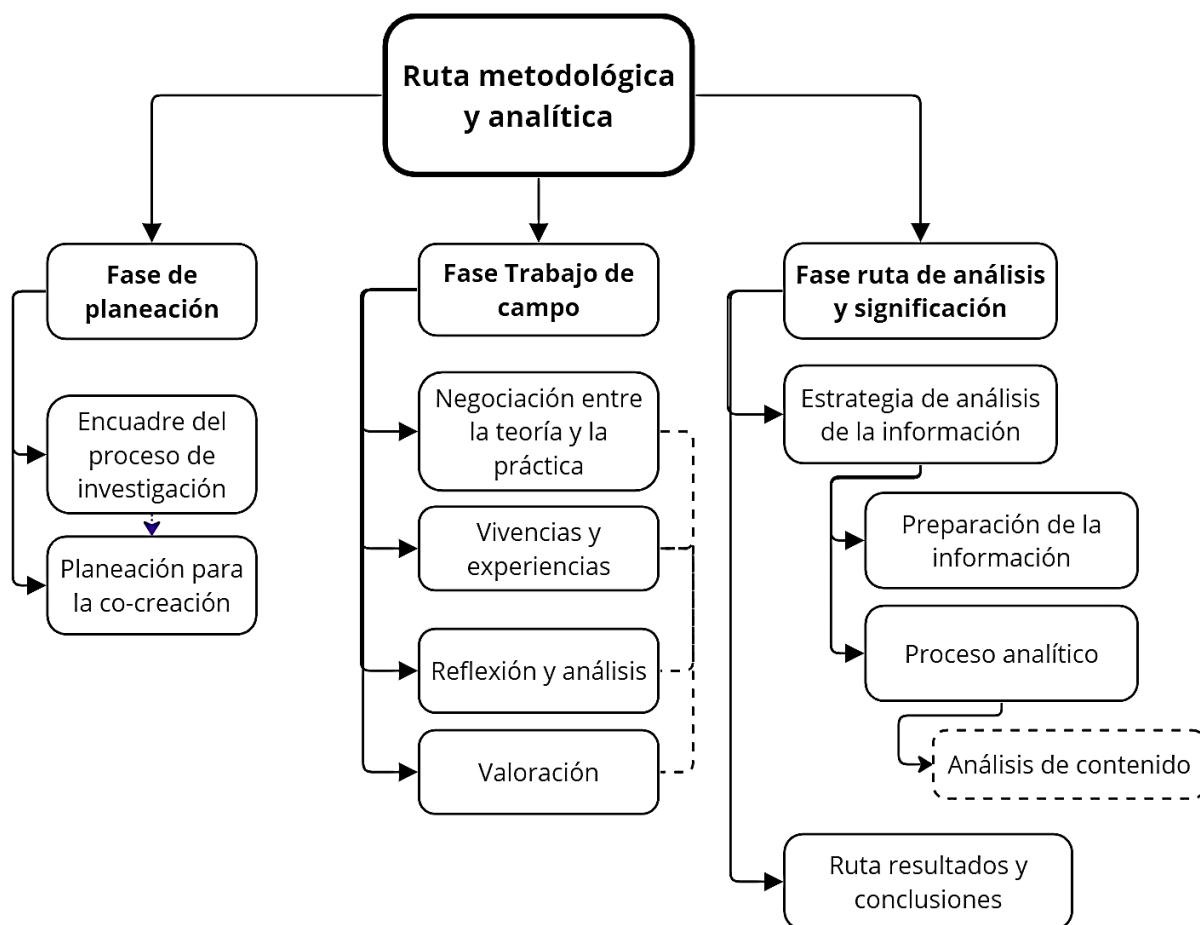 Ruta metodológica
y analítica
Fase de
planeación
Encuadre del
proceso de
investigación
Planeación para
la co-creación
Fase Trabajo de
campo
Negociación entre
la teoría y la
práctica
Vivencias y
experiencias
Reflexión y análisis
Valoración
Fase ruta de análisis
y significación
Estrategia de análisis
de la información
Preparación de la
información
Proceso analítico
Análisis de contenido
Ruta resultados y
conclusiones